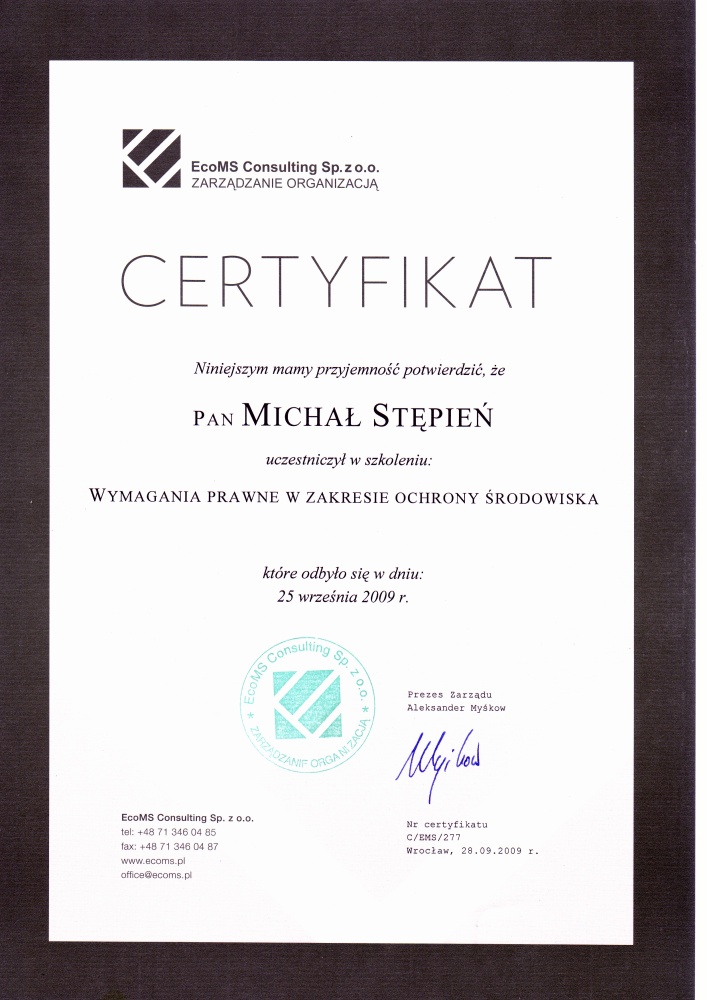 EcoMS Consulting Sp. z o.o.
ZARZĄDZANIE ORGANIZACJĄ
CERTYFIKAT
Niniejszym mamy przyjemność potwierdzić, że
PAN MICHAŁ STĘPIEŃ
uczestniczył w szkoleniu:
WYMAGANIA PRAWNE W ZAKRESIE OCHRONY ŚRODOWISKA
które odbyło się w dniu:
25 września 2009 r.
* EcoMS Consulting Sp. z o.o. *
ZARZĄDZANIE ORGANIZACJĄ
Prezes Zarządu
Aleksander Myśkow
Myśkow
EcoMS Consulting Sp. z o.o.
tel: +48 71 346 04 85
fax: +48 71 346 04 87
www.ecoms.pl
office@ecoms.pl
Nr certyfikatu
C/EMS/277
Wrocław, 28.09.2009 r.